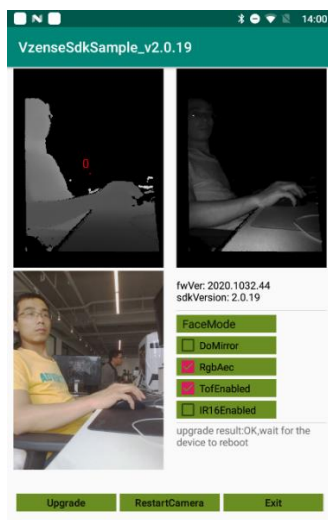 N 14:00
VzenseSdkSample_v2.0.19
0
fwVer: 2020.1032.44
sdkVersion: 2.0.19
FaceMode
DoMirror
RgbAec
TofEnabled
IR16Enabled
upgrade result:OK,wait for the
device to reboot
Upgrade RestartCamera Exit